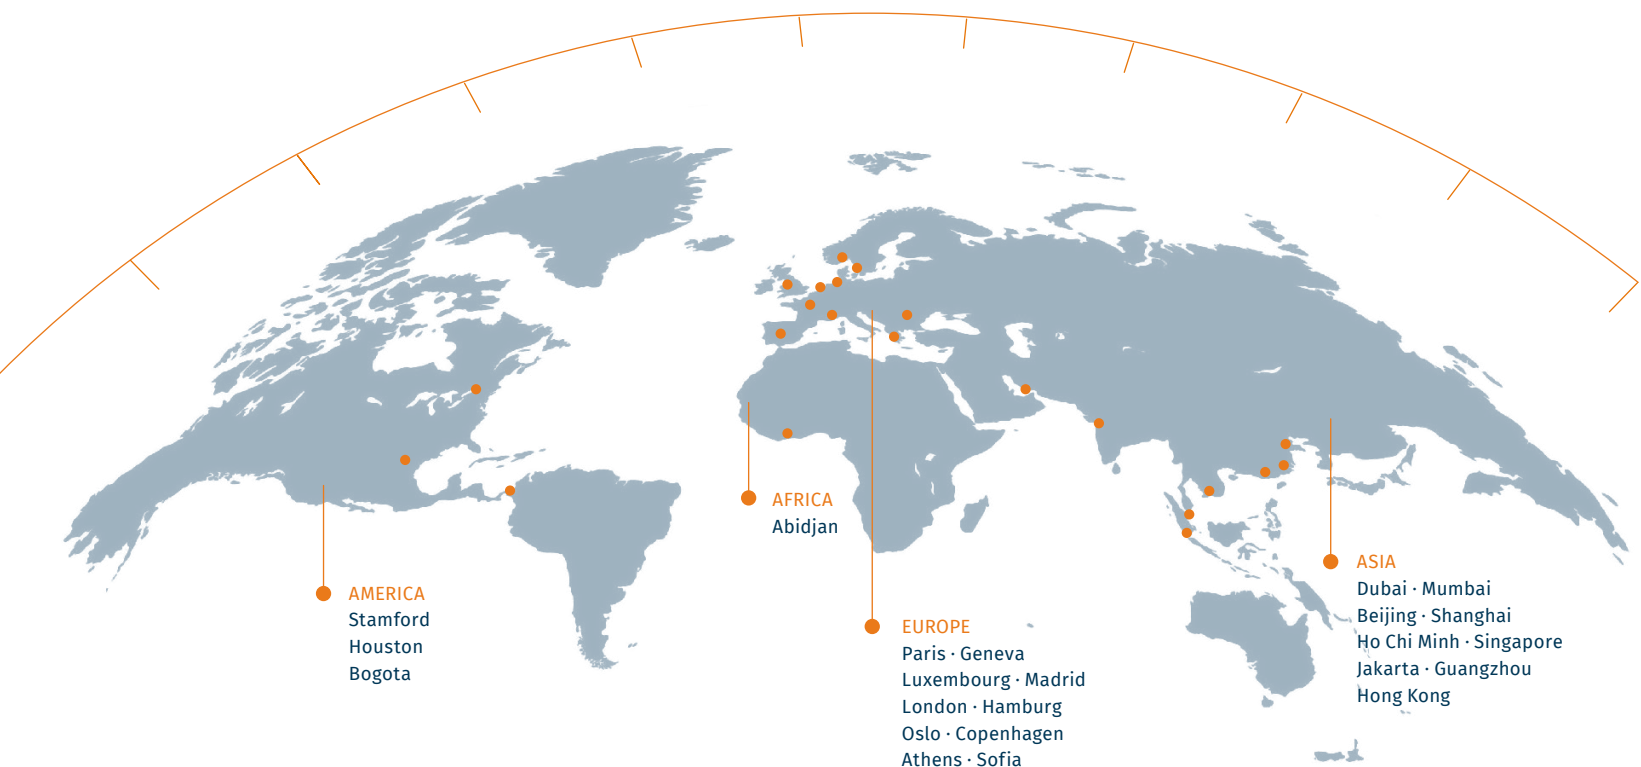 AFRICA
Abidjan
AMERICA
Stamford
Houston
Bogota
EUROPE
Paris · Geneva
Luxembourg · Madrid
London · Hamburg
Oslo · Copenhagen
Athens · Sofia
ASIA
Dubai · Mumbai
Beijing · Shanghai
Ho Chi Minh · Singapore
Jakarta · Guangzhou
Hong Kong